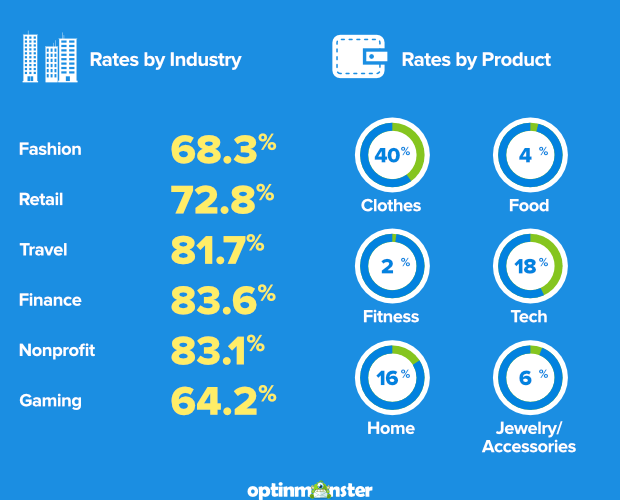 Rates by Industry
Fashion 68.3%
Retail 72.8%
Travel 81.7%
Finance 83.6%
Nonprofit 83.1%
Gaming 64.2%
Rates by Product
40% 4%
Clothes Food
2% 18%
Fitness Tech
16% 6%
Home Jewelry/
Accessories
optinmonster